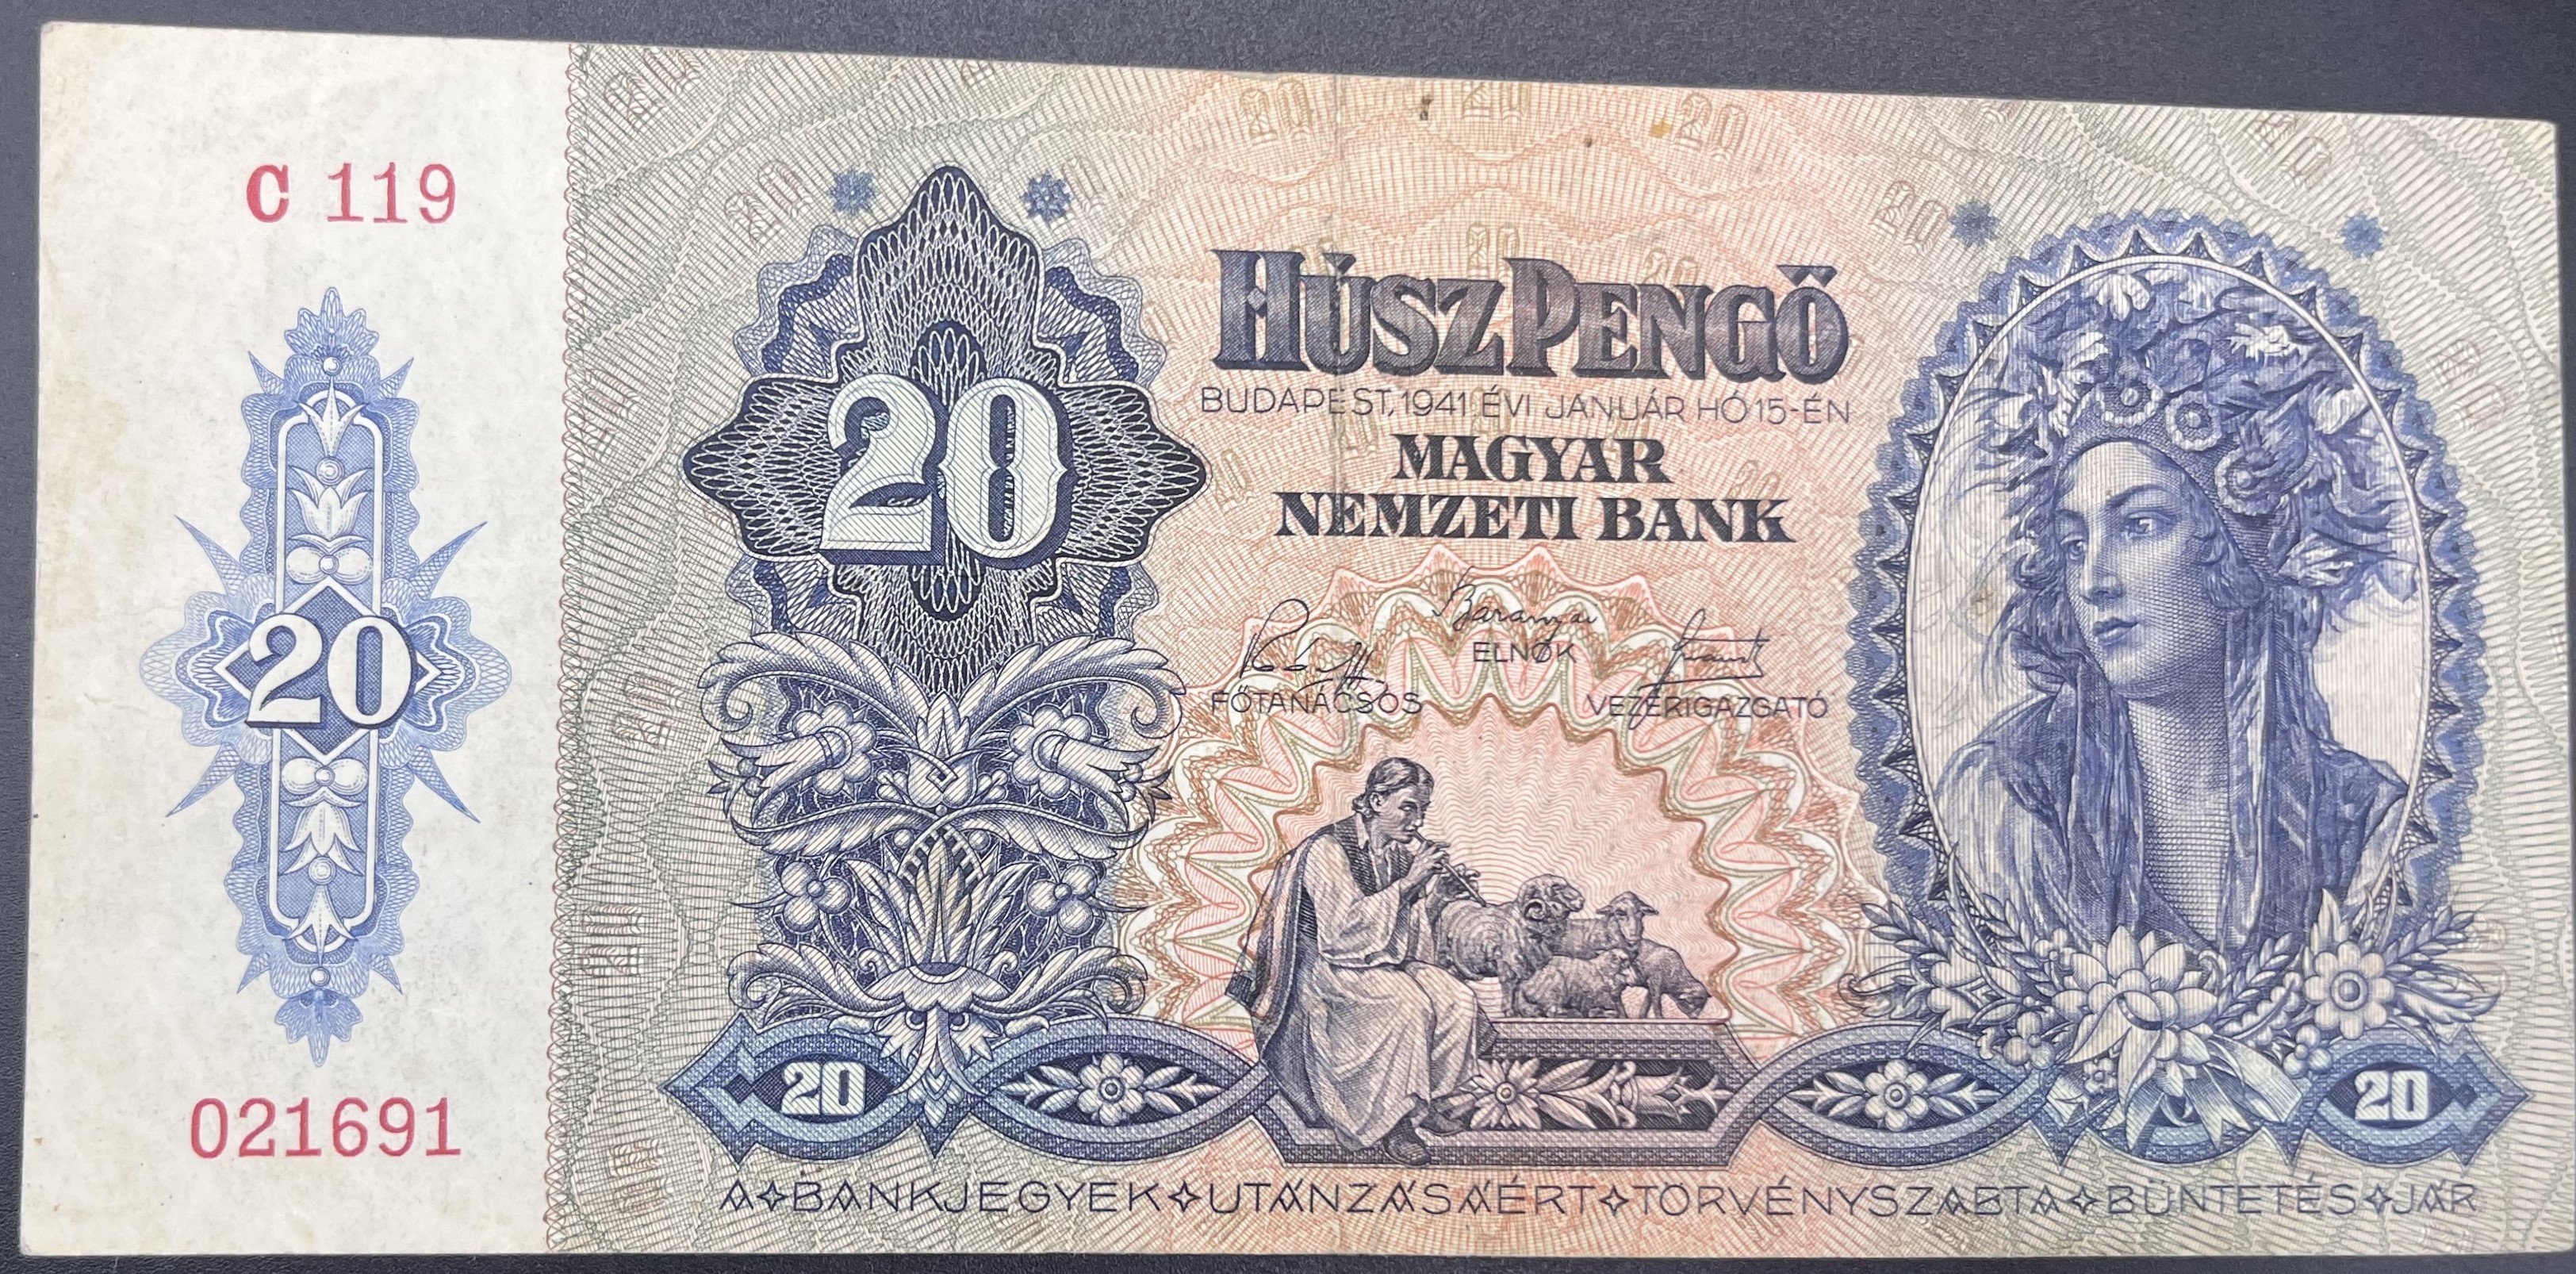 C 119
20
021691
20
HÚSZ PENGŐ
BUDAPEST, 1941 ÉVI JANUÁR HÓ 15-ÉN
MAGYAR
NEMZETI BANK
Baranyai
ELNÖK
FŐTANÁCSOS VEZÉRIGAZGATÓ
20 20
A BANKJEGYEK UTÁNZÁSÁÉRT TÖRVÉNYSZABTA BÜNTETÉS JÁR